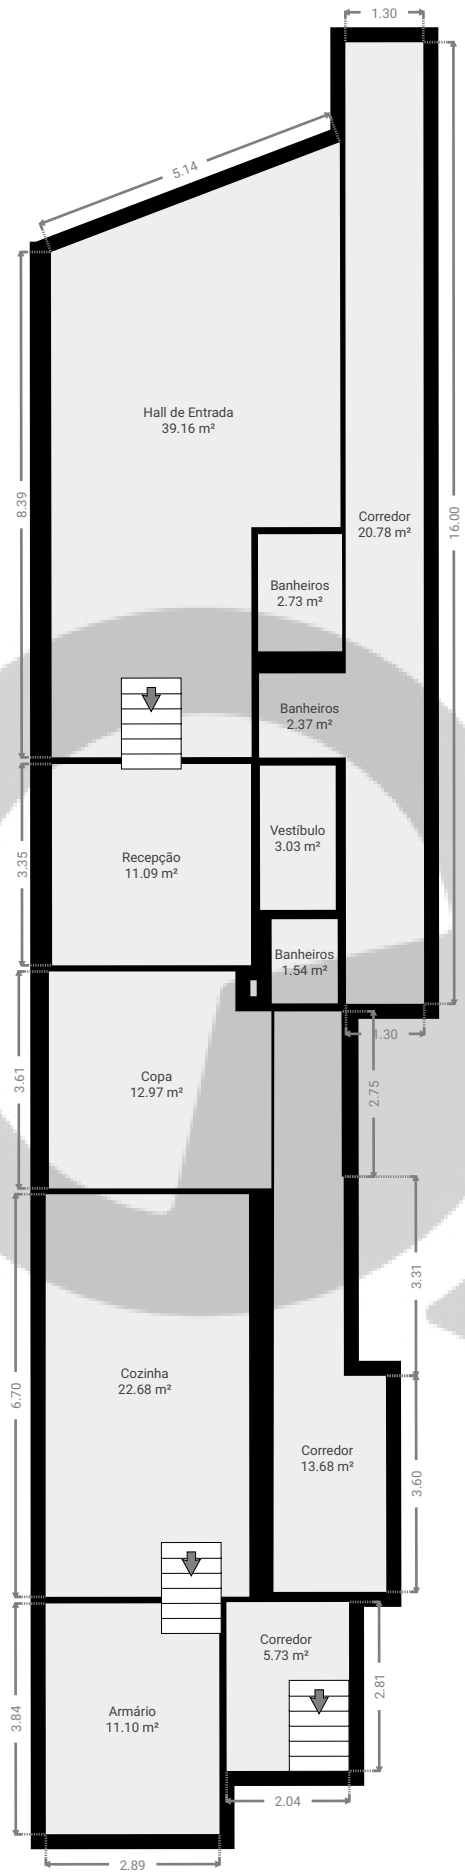 1.30
5.14
Hall de Entrada
39.16 m²
8.39
Corredor
20.78 m²
16.00
Banheiros
2.73 m²
Banheiros
2.37 m²
Vestíbulo
3.03 m²
Recepção
11.09 m²
3.35
Banheiros
1.54 m²
1.30
Copa
12.97 m²
3.61
2.75
3.31
Cozinha
22.68 m²
6.70
Corredor
13.68 m²
3.60
Corredor
5.73 m²
2.81
Armário
11.10 m²
3.84
2.04
2.89